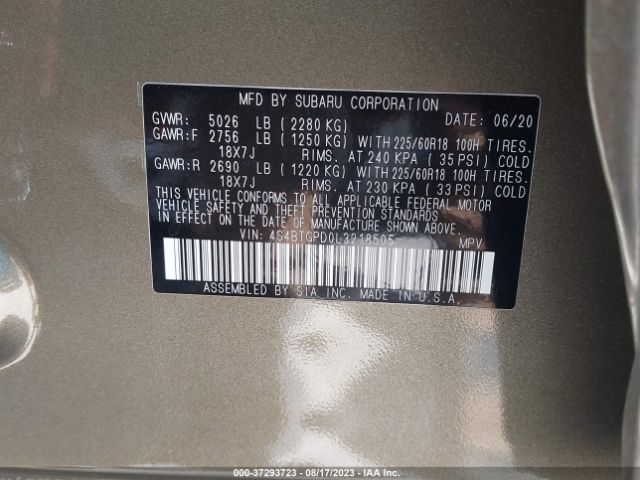 MFD BY SUBARU CORPORATION DATE: 06/20
GVWR: 5026 LB (2280 KG)
GAWR:F 2756 LB (1250 KG) WITH 225/60R18 100H TIRES.
18X7J RIMS. AT 240 KPA (35 PSI) COLD
GAWR:R 2690 LB (1220 KG) WITH 225/60R18 100H TIRES.
18X7J RIMS. AT 230 KPA (33 PSI) COLD
THIS VEHICLE CONFORMS TO ALL APPLICABLE FEDERAL MOTOR
VEHICLE SAFETY AND THEFT PREVENTION STANDARDS
IN EFFECT ON THE DATE OF MANUFACTURE SHOWN ABOVE.
VIN: 4S4BTGPD0L3218505 MPV
ASSEMBLED BY SIA INC. MADE IN U.S.A.
000-37293723 - 08/17/2023 - IAA Inc.